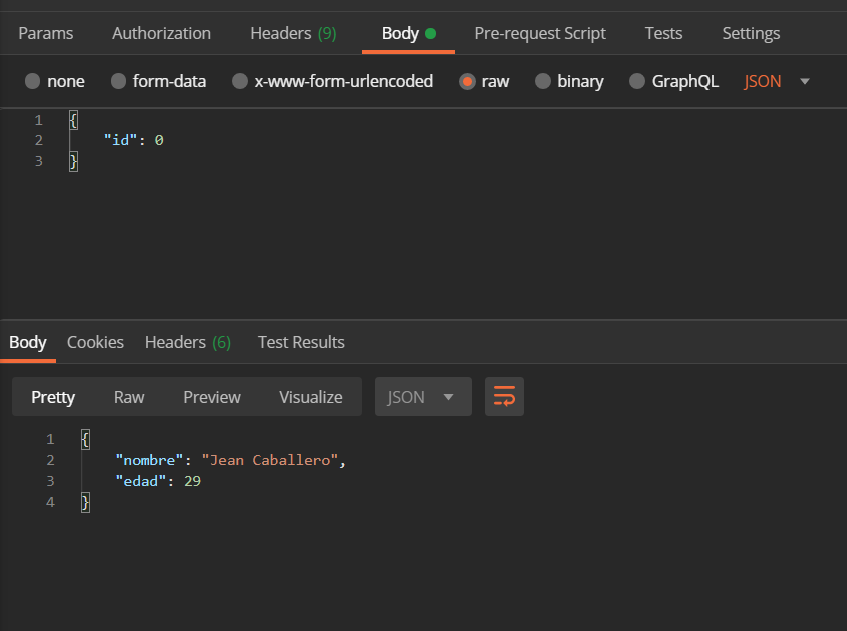 Params Authorization Headers (9) Body Pre-request Script Tests Settings
none form-data x-www-form-urlencoded raw binary GraphQL JSON
1 {
2 "id": 0
3 }
Body Cookies Headers (6) Test Results
Pretty Raw Preview Visualize JSON
1 {
2 "nombre": "Jean Caballero",
3 "edad": 29
4 }